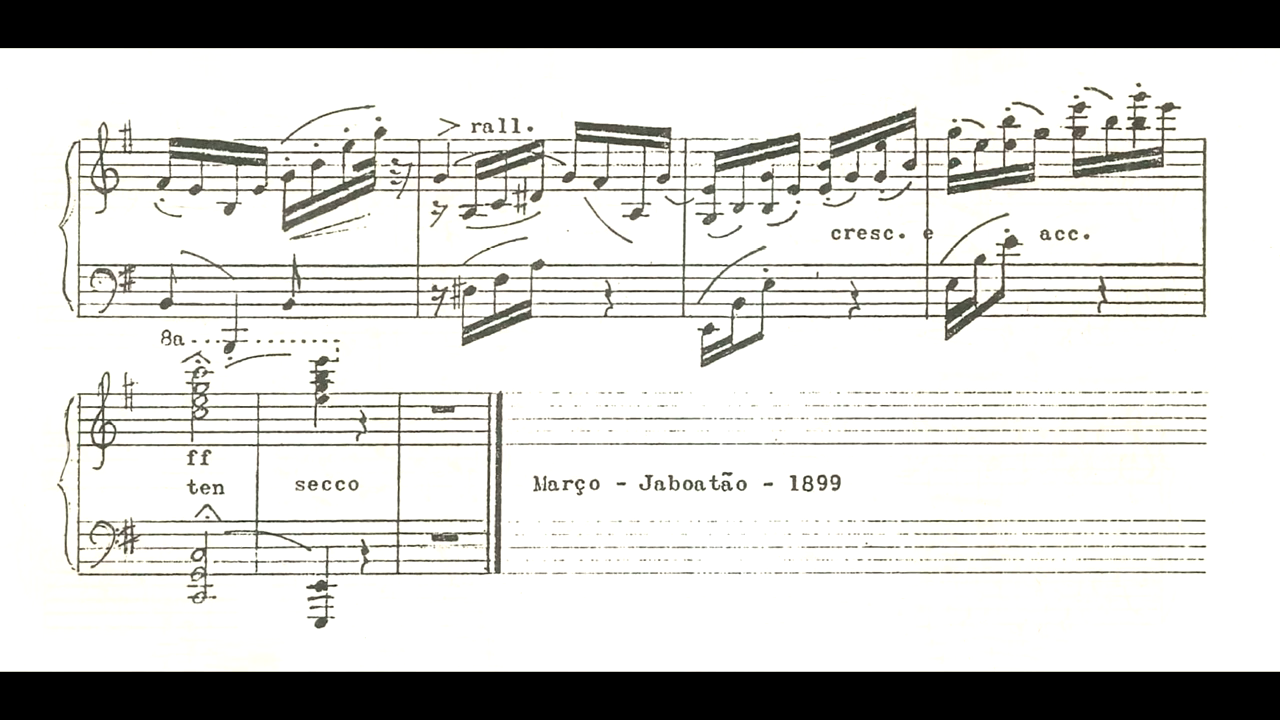 rall.
cresc. e acc.
8a
ff
ten secco Março - Jaboatão - 1899